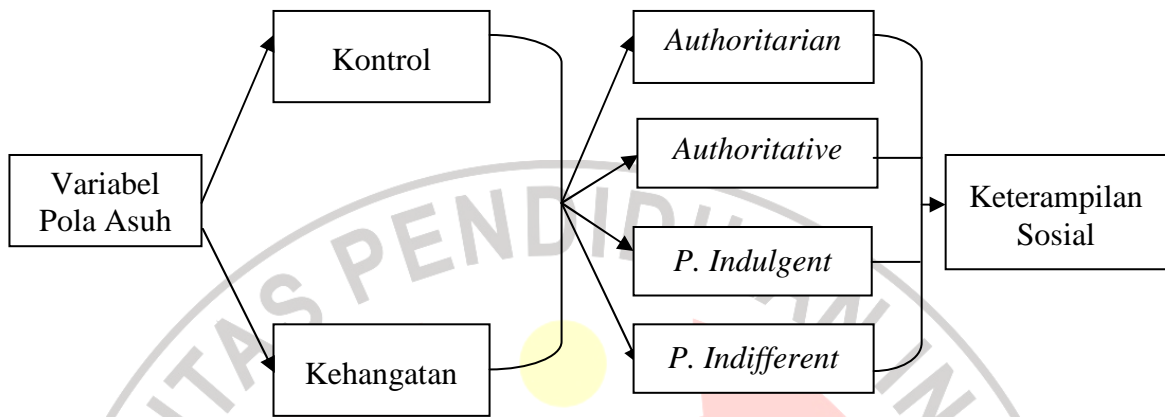 Variabel
Pola Asuh
Kontrol
Kehangatan
Authoritarian
Authoritative
P. Indulgent
P. Indifferent
Keterampilan
Sosial